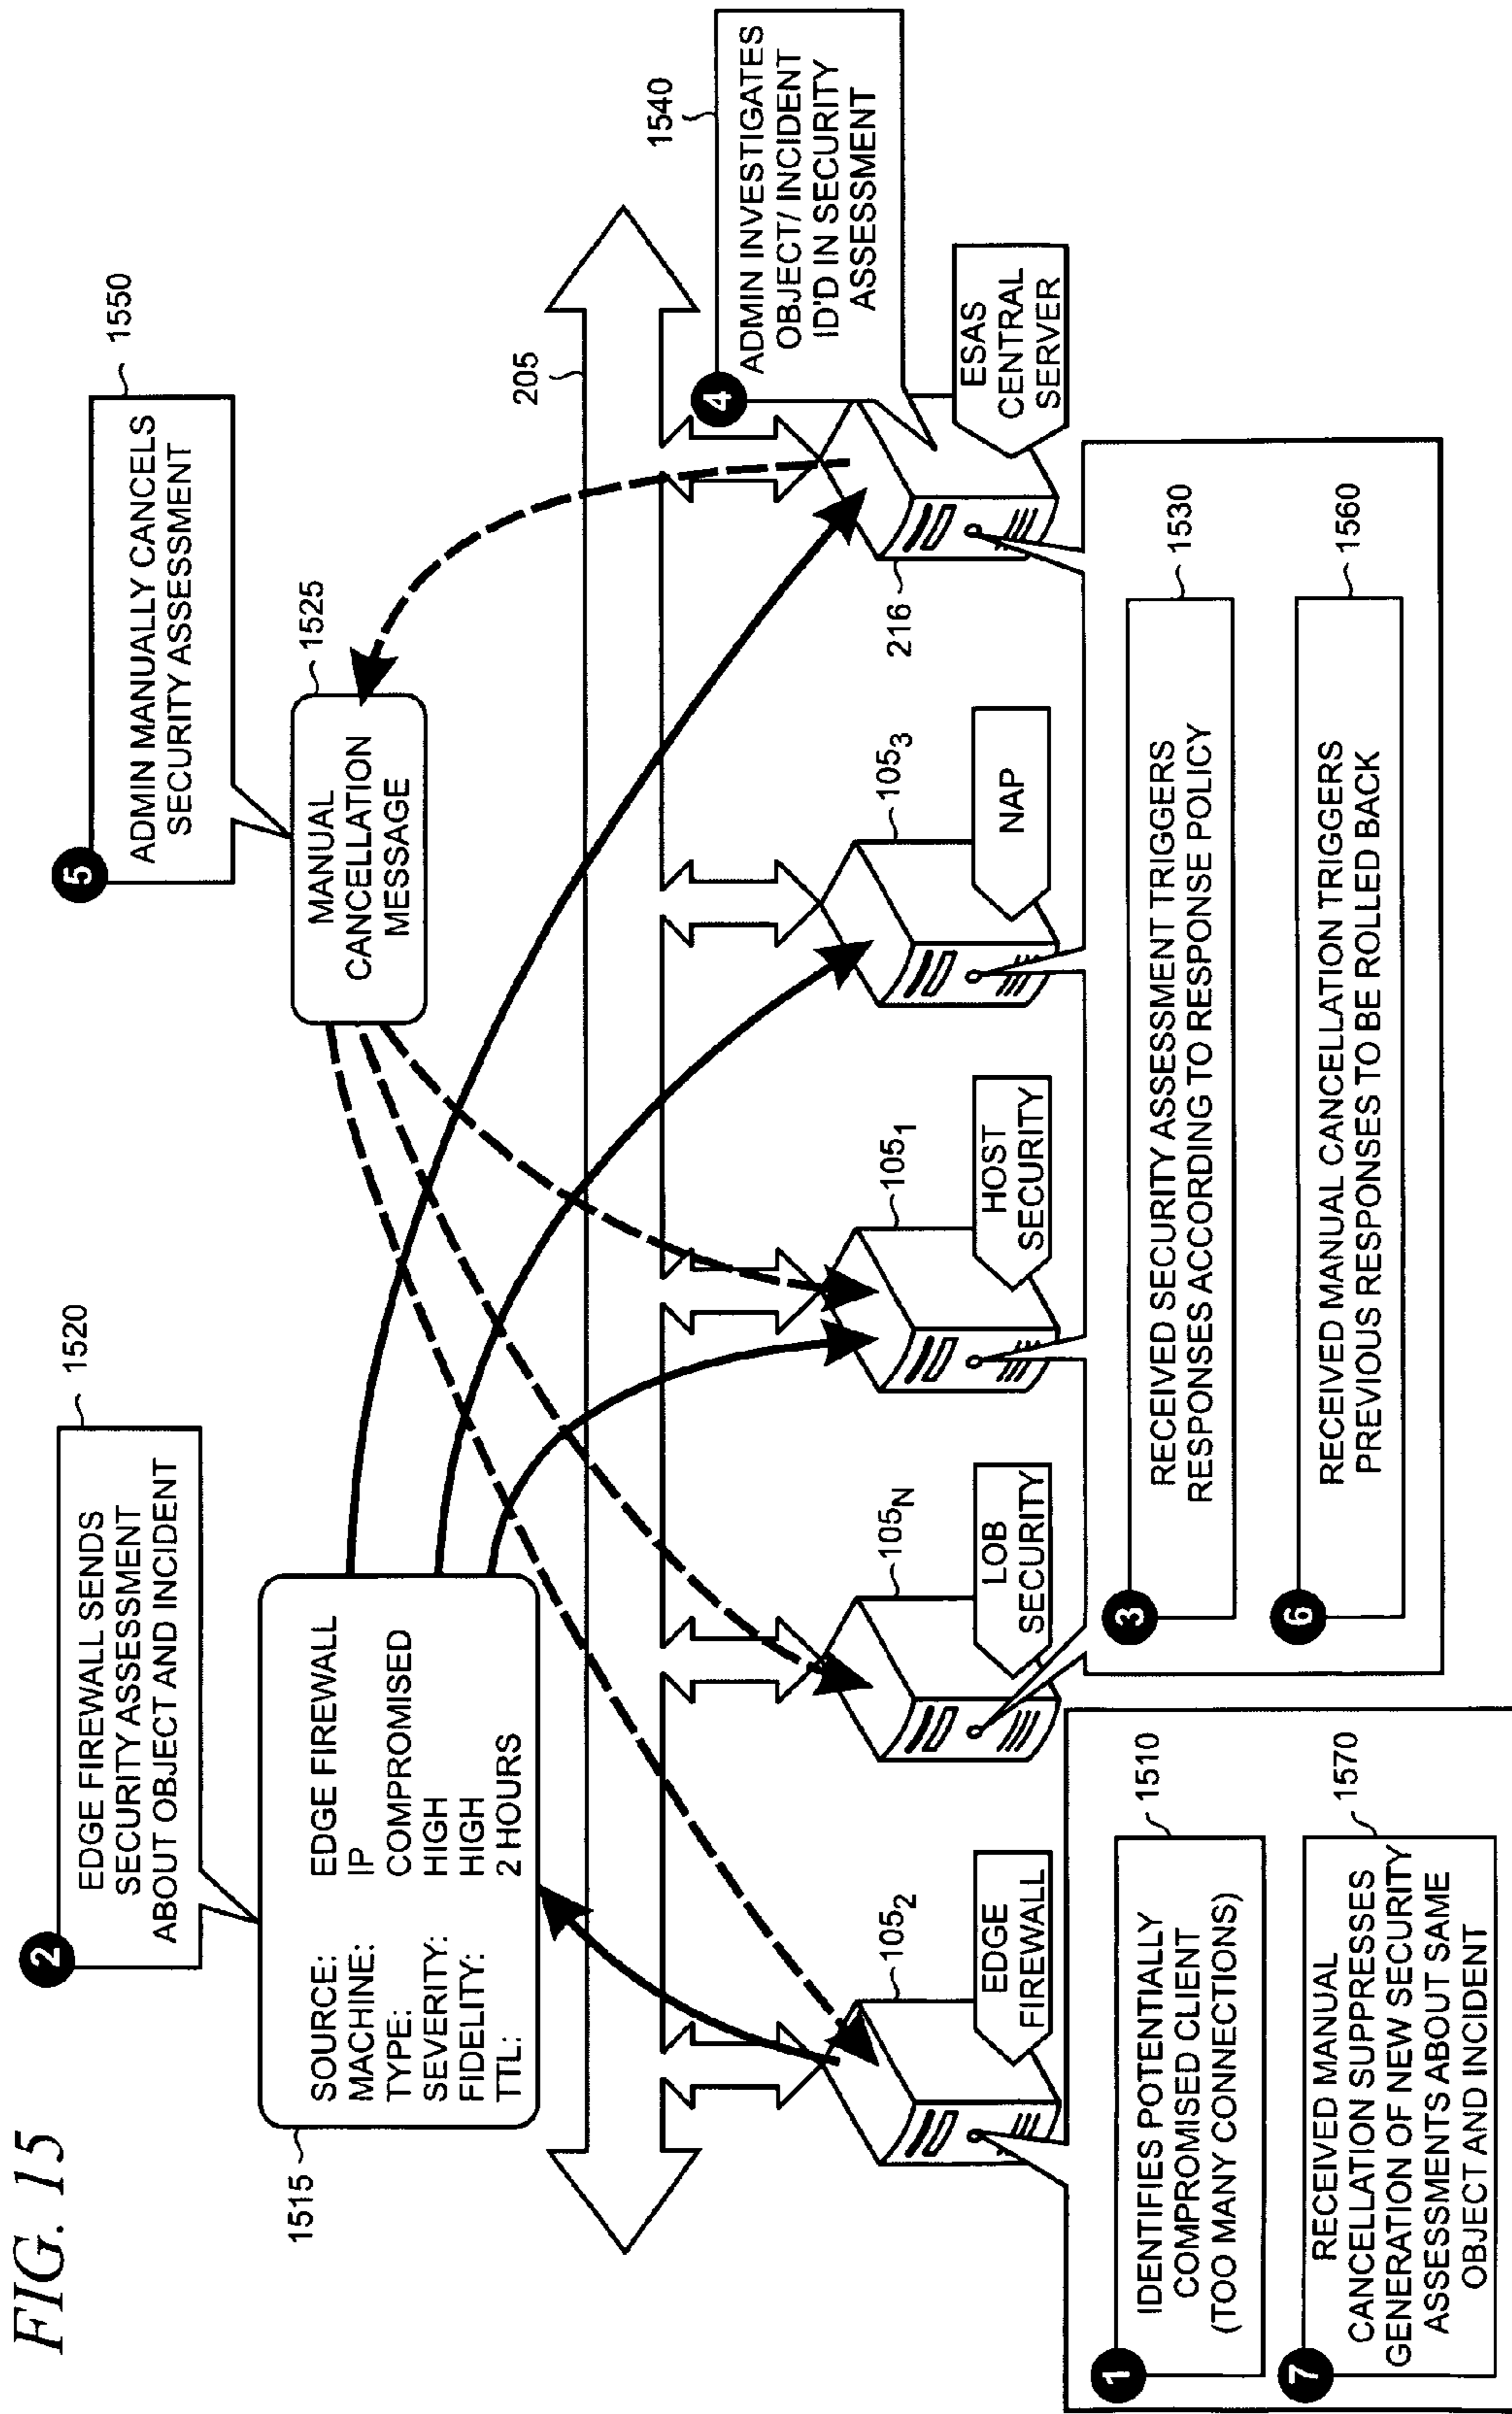 FIG. 15
2
EDGE FIREWALL SENDS
SECURITY ASSESSMENT
ABOUT OBJECT AND INCIDENT
1520
5
ADMIN MANUALLY CANCELS
SECURITY ASSESSMENT
1550
1515
SOURCE: EDGE FIREWALL
MACHINE: IP
TYPE: COMPROMISED
SEVERITY: HIGH
FIDELITY: HIGH
TTL: 2 HOURS
MANUAL
CANCELLATION
MESSAGE
1525
205
4
ADMIN INVESTIGATES
OBJECT/ INCIDENT
ID'D IN SECURITY
ASSESSMENT
1540
1052
EDGE
FIREWALL
105N
LOB
SECURITY
1051
HOST
SECURITY
1053
NAP
216
ESAS
CENTRAL
SERVER
1
IDENTIFIES POTENTIALLY
COMPROMISED CLIENT
(TOO MANY CONNECTIONS)
1510
7
RECEIVED MANUAL
CANCELLATION SUPPRESSES
GENERATION OF NEW SECURITY
ASSESSMENTS ABOUT SAME
OBJECT AND INCIDENT
1570
3
RECEIVED SECURITY ASSESSMENT TRIGGERS
RESPONSES ACCORDING TO RESPONSE POLICY
1530
6
RECEIVED MANUAL CANCELLATION TRIGGERS
PREVIOUS RESPONSES TO BE ROLLED BACK
1560